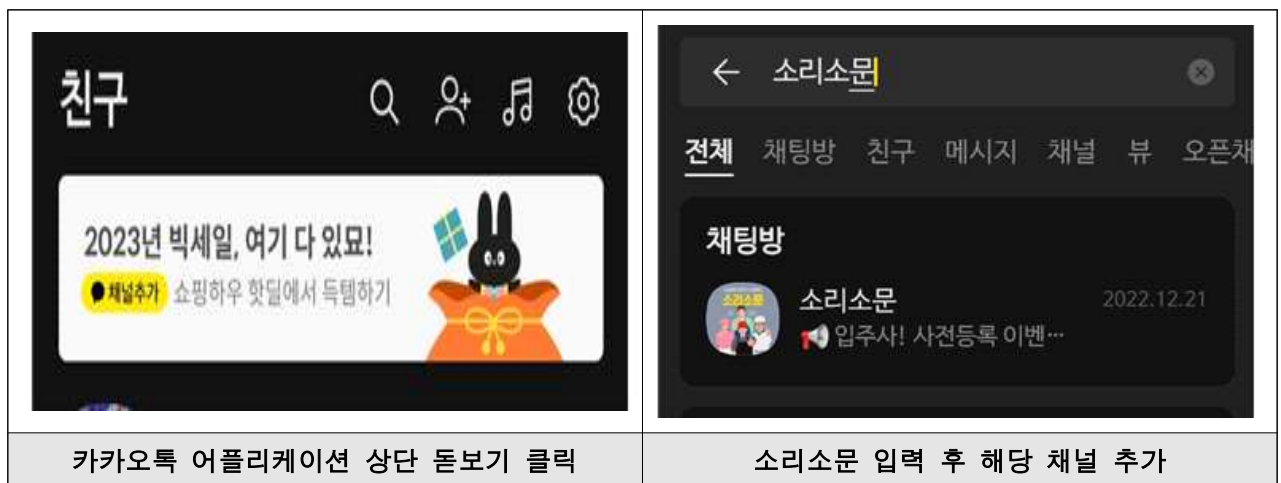 친구
2023년 빅세일, 여기 다 있묘!
채널추가 쇼핑하우 핫딜에서 득템하기
카카오톡 어플리케이션 상단 돋보기 클릭
소리소문
전체 채팅방 친구 메시지 채널 뷰 오픈채
채팅방
소리소문
소리소문 2022.12.21
입주사! 사전등록 이벤…
소리소문 입력 후 해당 채널 추가